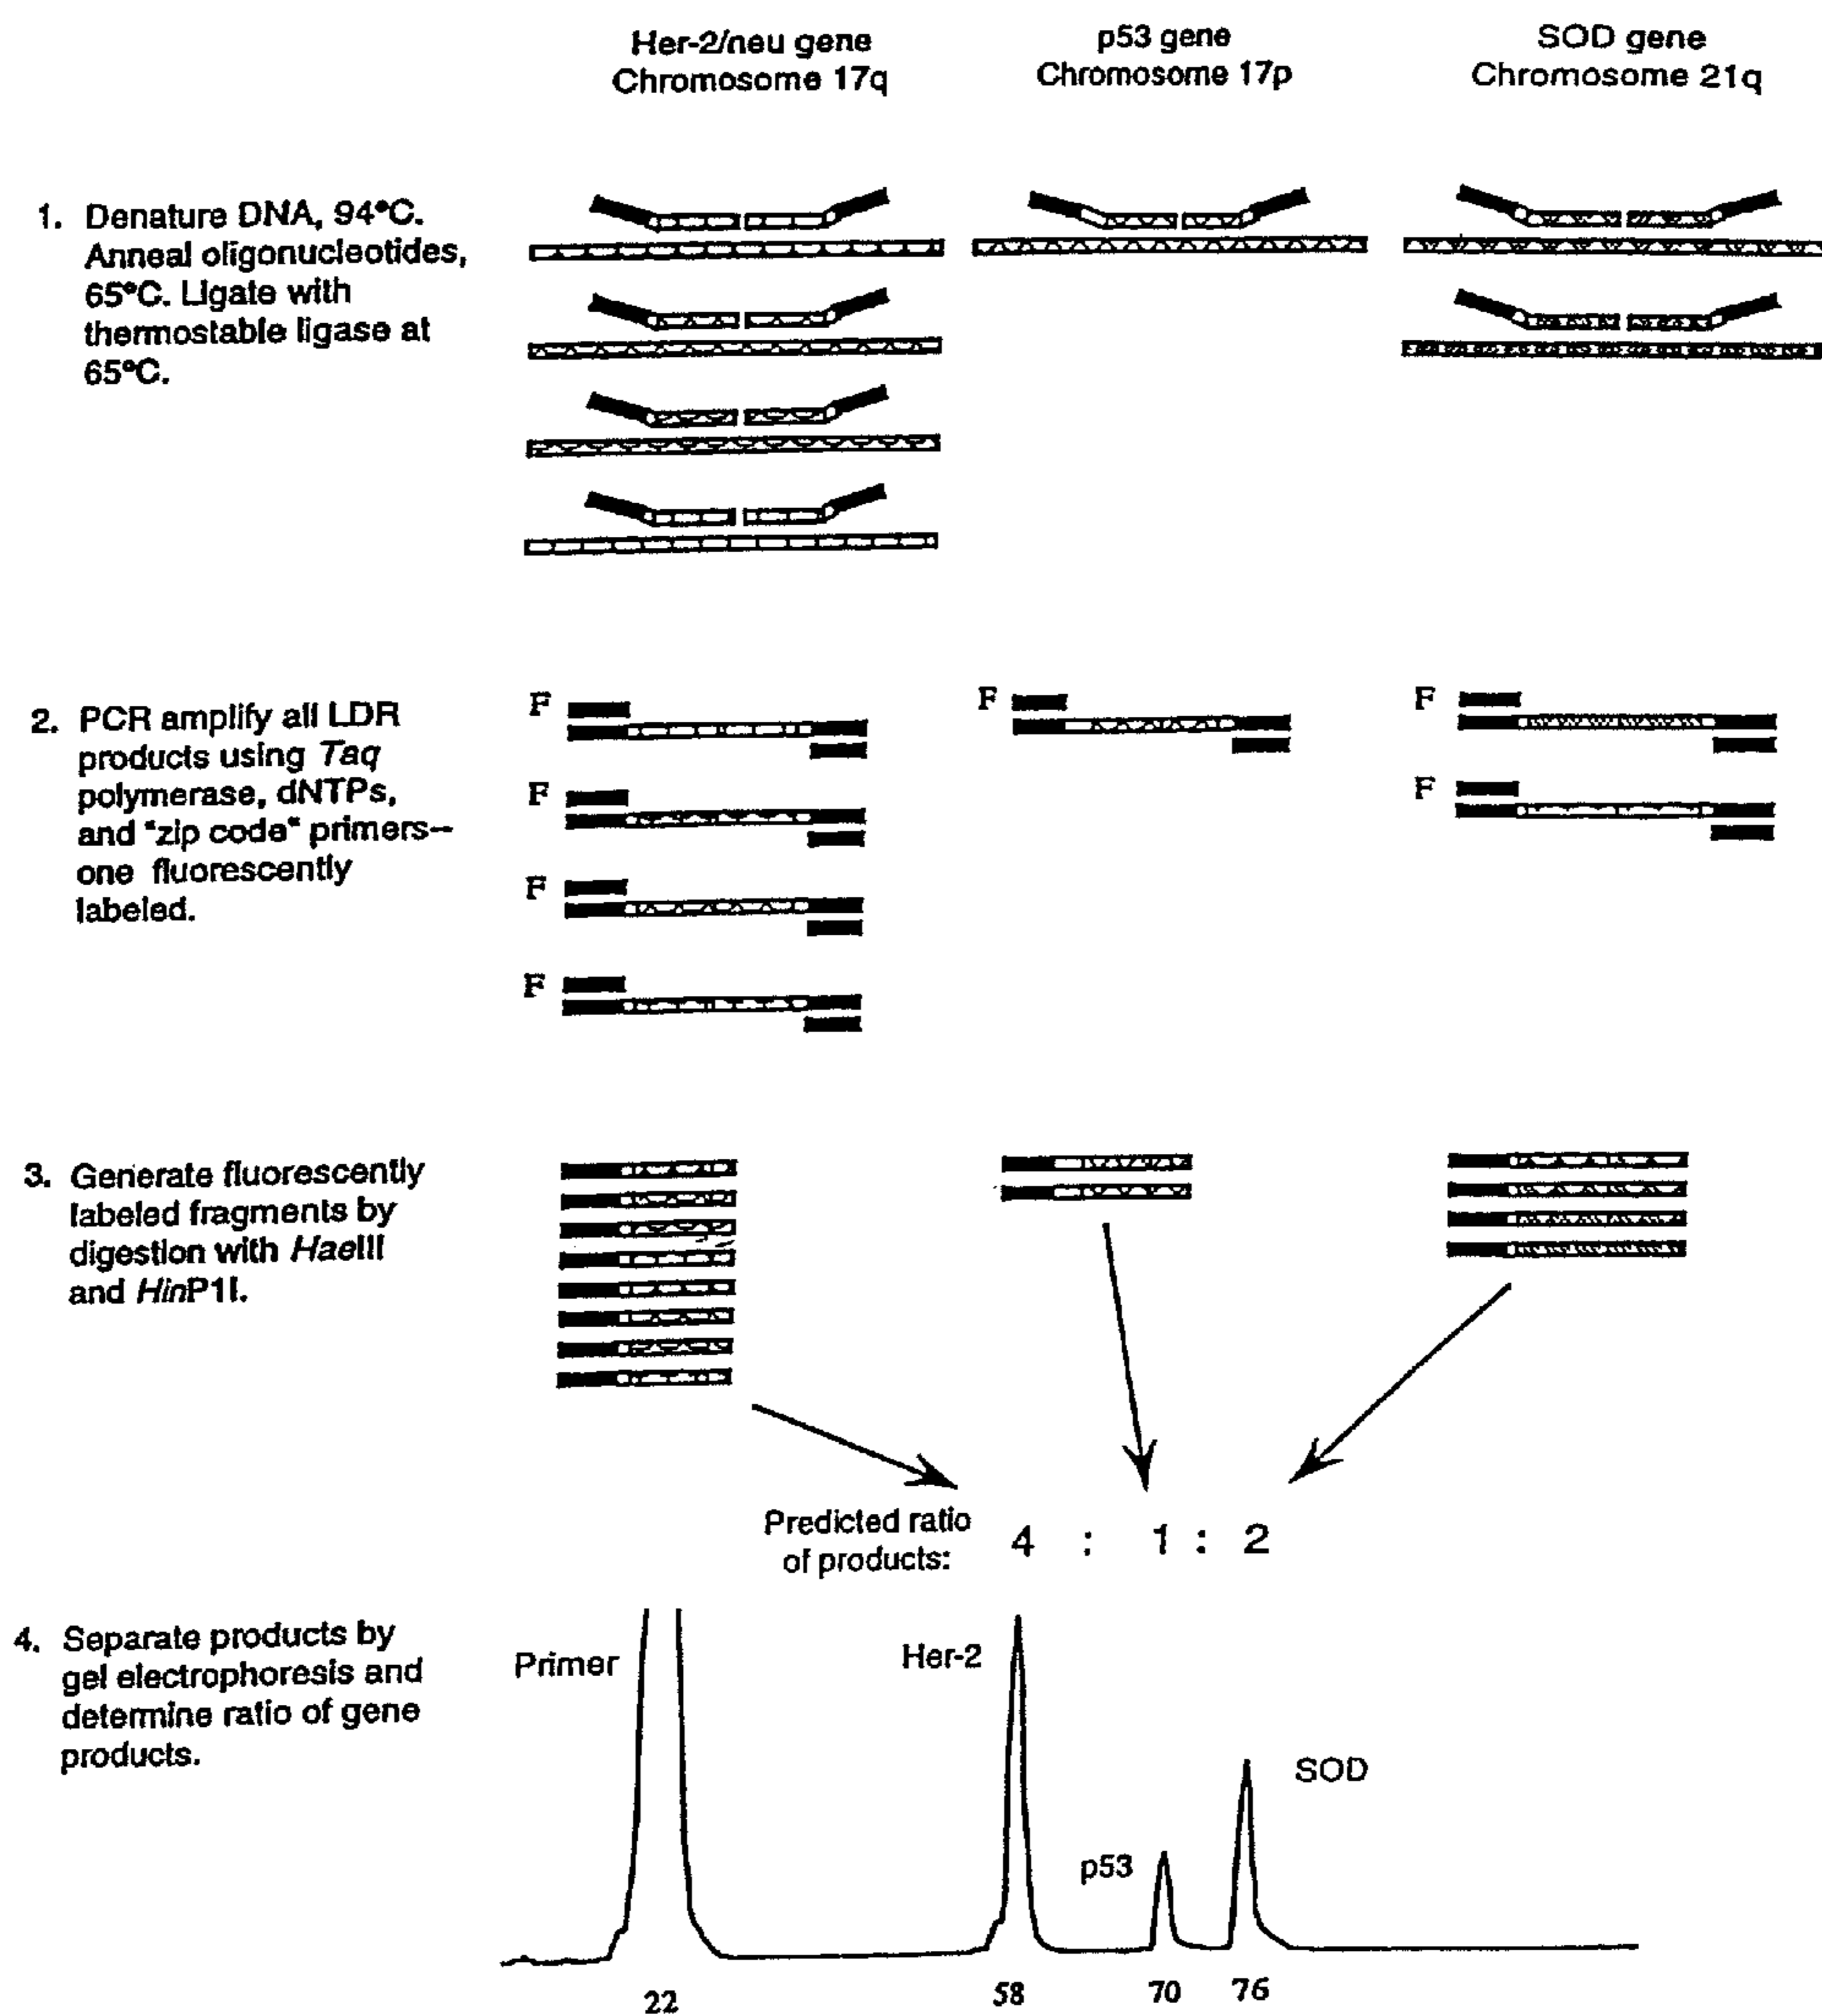 Her-2/neu gene
Chromosome 17q
p53 gene
Chromosome 17p
SOD gene
Chromosome 21q
1. Denature DNA, 94°C.
Anneal oligonucleotides,
65°C. Ligate with
thermostable ligase at
65°C.
2. PCR amplify all LDR
products using Taq
polymerase, dNTPs,
and "zip code" primers--
one fluorescently
labeled.
F
F
F
F
F
F
F
3. Generate fluorescently
labeled fragments by
digestion with HaeIII
and HinP1I.
Predicted ratio
of products:
4 : 1 : 2
4. Separate products by
gel electrophoresis and
determine ratio of gene
products.
Primer
Her-2
p53
SOD
22
58
70
76